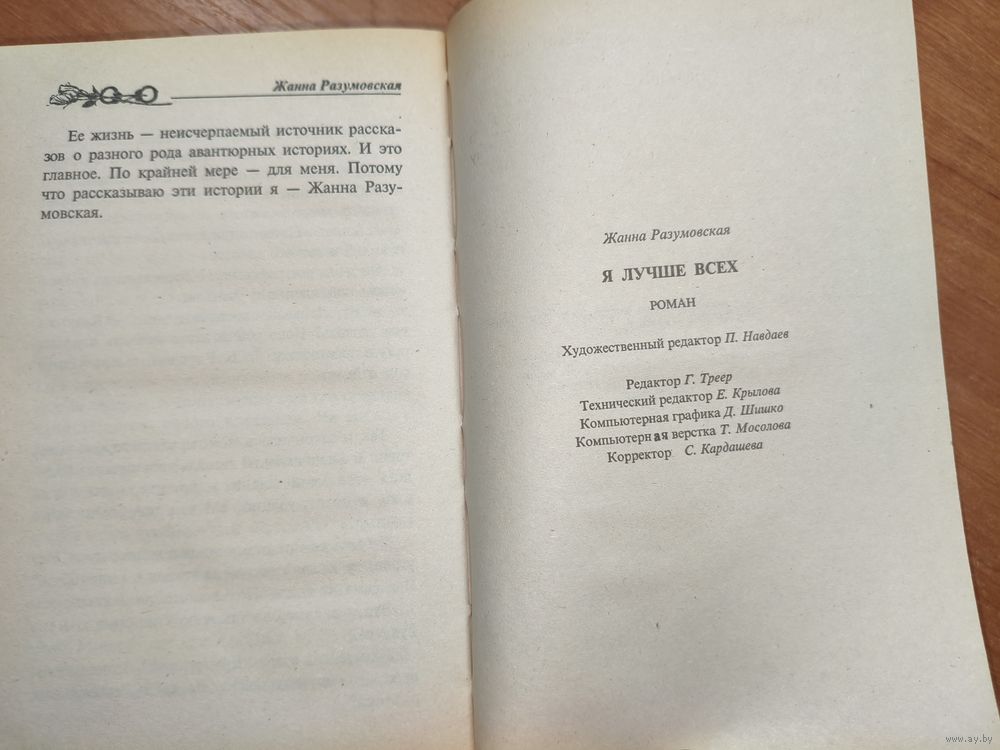 Жанна Разумовская
Ее жизнь — неисчерпаемый источник расска-
зов о разного рода авантюрных историях. И это
главное. По крайней мере — для меня. Потому
что рассказываю эти истории я — Жанна Разу-
мовская.
Жанна Разумовская
Я ЛУЧШЕ ВСЕХ
РОМАН
Художественный редактор П. Навдаев
Редактор Г. Треер
Технический редактор Е. Крылова
Компьютерная графика Д. Шишко
Компьютерная верстка Т. Мосолова
Корректор С. Кардашева
www.ay.by